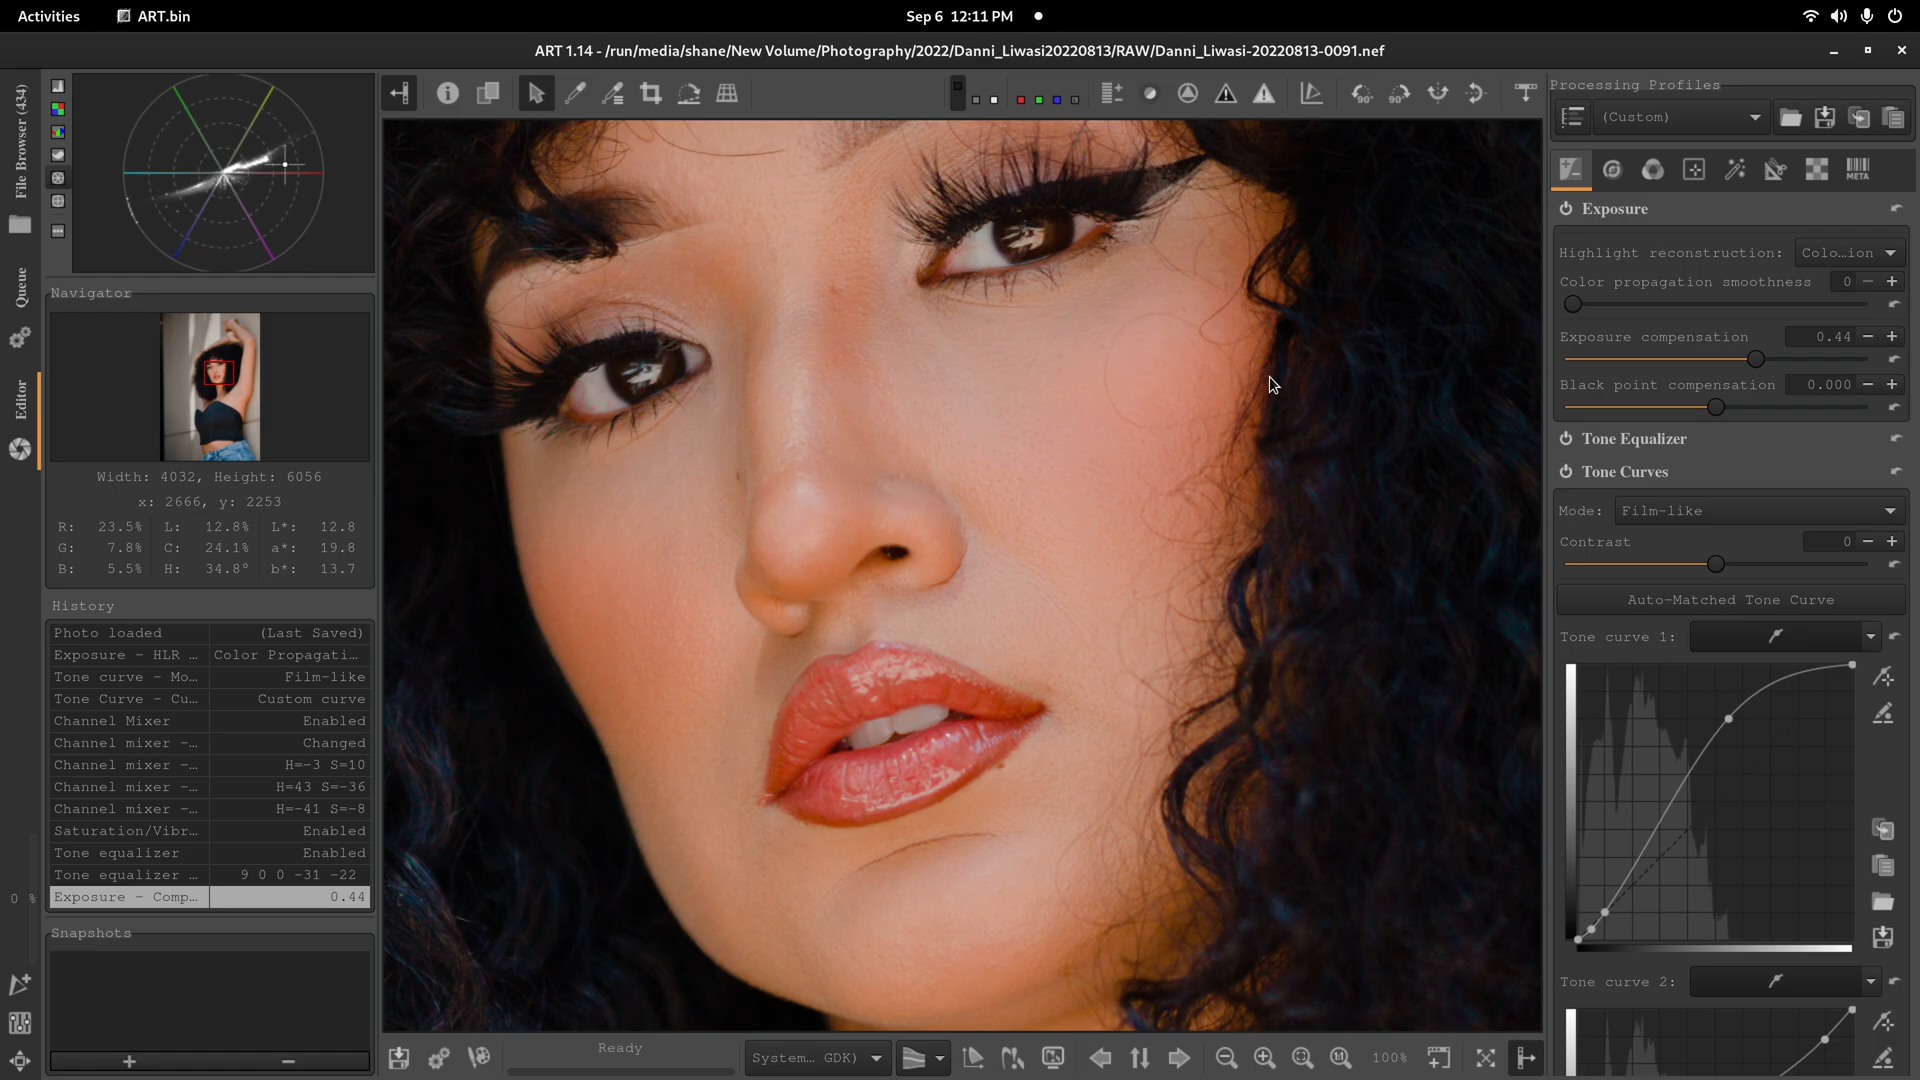 Activities
ART.bin
Sep 6 12:11 PM
ART 1.14 - /run/media/shane/New Volume/Photography/2022/Danni_Liwasi20220813/RAW/Danni_Liwasi-20220813-0091.nef
File Browser (434)
Queue
Editor
0 %
Navigator
Width: 4032, Height: 6056
x: 2666, y: 2253
R: 23.5% L: 12.8% L*: 12.8
G: 7.8% C: 24.1% a*: 19.8
B: 5.5% H: 34.8° b*: 13.7
History
Photo loaded (Last Saved)
Exposure - HLR … Color Propagati…
Tone curve - Mo… Film-like
Tone Curve - Cu… Custom curve
Channel Mixer Enabled
Channel mixer -… Changed
Channel mixer -… H=-3 S=10
Channel mixer -… H=43 S=-36
Channel mixer -… H=-41 S=-8
Saturation/Vibr… Enabled
Tone equalizer Enabled
Tone equalizer … 9 0 0 -31 -22
Exposure - Comp… 0.44
Snapshots
90° 90°
Ready
System… GDK)
100%
Processing Profiles
(Custom)
META
Exposure
Highlight reconstruction: Colo…ion
Color propagation smoothness 0
Exposure compensation 0.44
Black point compensation 0.000
Tone Equalizer
Tone Curves
Mode: Film-like
Contrast 0
Auto-Matched Tone Curve
Tone curve 1:
Tone curve 2: